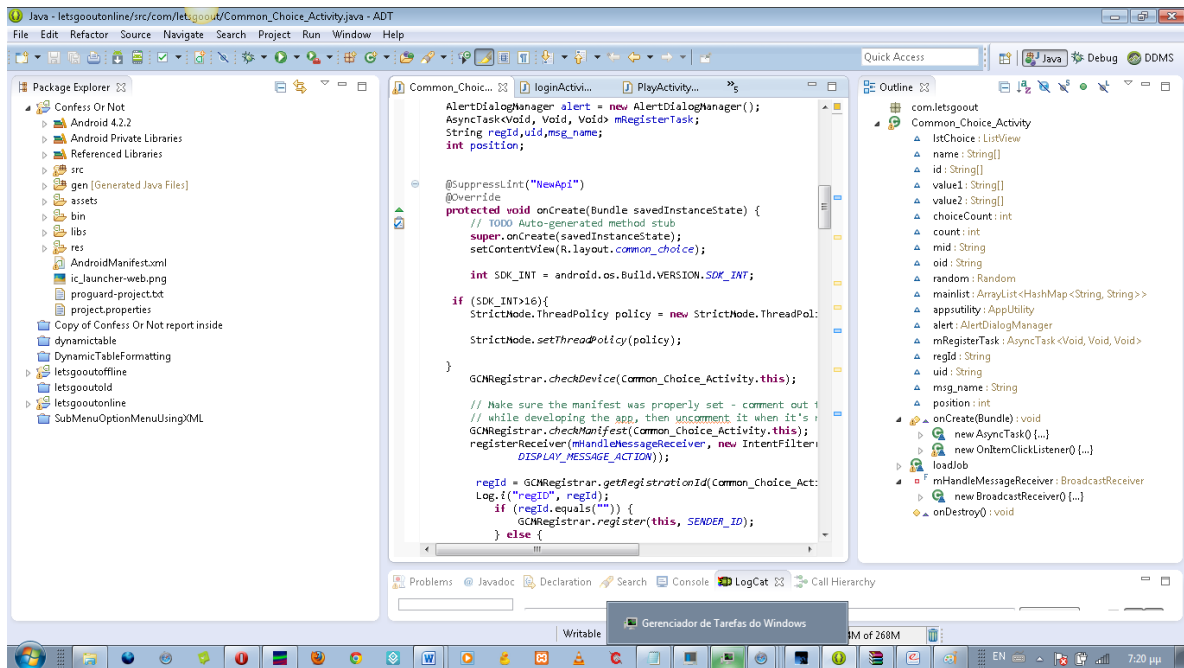 Java - letsgooutonline/src/com/letsgoout/Common_Choice_Activity.java - ADT
File Edit Refactor Source Navigate Search Project Run Window Help
Quick Access
Java
Debug
DDMS
Package Explorer
Confess Or Not
Android 4.2.2
Android Private Libraries
Referenced Libraries
src
gen [Generated Java Files]
assets
bin
libs
res
AndroidManifest.xml
ic_launcher-web.png
proguard-project.txt
project.properties
Copy of Confess Or Not report inside
dynamictable
DynamicTableFormatting
letsgooutoffline
letsgooutold
letsgooutonline
SubMenuOptionMenuUsingXML
Common_Choic...
loginActivi...
PlayActivity...
»5
AlertDialogManager alert = new AlertDialogManager();
AsyncTask<Void, Void, Void> mRegisterTask;
String regId,uid,msg_name;
int position;
@SuppressLint("NewApi")
@Override
protected void onCreate(Bundle savedInstanceState) {
// TODO Auto-generated method stub
super.onCreate(savedInstanceState);
setContentView(R.layout.common_choice);
int SDK_INT = android.os.Build.VERSION.SDK_INT;
if (SDK_INT>16){
StrictMode.ThreadPolicy policy = new StrictMode.ThreadPol
StrictMode.setThreadPolicy(policy);
}
GCMRegistrar.checkDevice(Common_Choice_Activity.this);
// Make sure the manifest was properly set - comment out
// while developing the app, then uncomment it when it's
GCMRegistrar.checkManifest(Common_Choice_Activity.this);
registerReceiver(mHandleMessageReceiver, new IntentFilter
DISPLAY_MESSAGE_ACTION));
regId = GCMRegistrar.getRegistrationId(Common_Choice_Acti
Log.i("regID", regId);
if (regId.equals("")) {
GCMRegistrar.register(this, SENDER_ID);
} else {
Outline
com.letsgoout
Common_Choice_Activity
lstChoice : ListView
name : String[]
id : String[]
value1 : String[]
value2 : String[]
choiceCount : int
count : int
mid : String
oid : String
random : Random
mainlist : ArrayList<HashMap<String, String>>
appsutility : AppUtility
alert : AlertDialogManager
mRegisterTask : AsyncTask<Void, Void, Void>
regId : String
uid : String
msg_name : String
position : int
onCreate(Bundle) : void
new AsyncTask() {...}
new OnItemClickListener() {...}
loadJob
mHandleMessageReceiver : BroadcastReceiver
new BroadcastReceiver() {...}
onDestroy() : void
Problems
Javadoc
Declaration
Search
Console
LogCat
Call Hierarchy
Gerenciador de Tarefas do Windows
Writable
M of 268M
EN
7:20 μμ